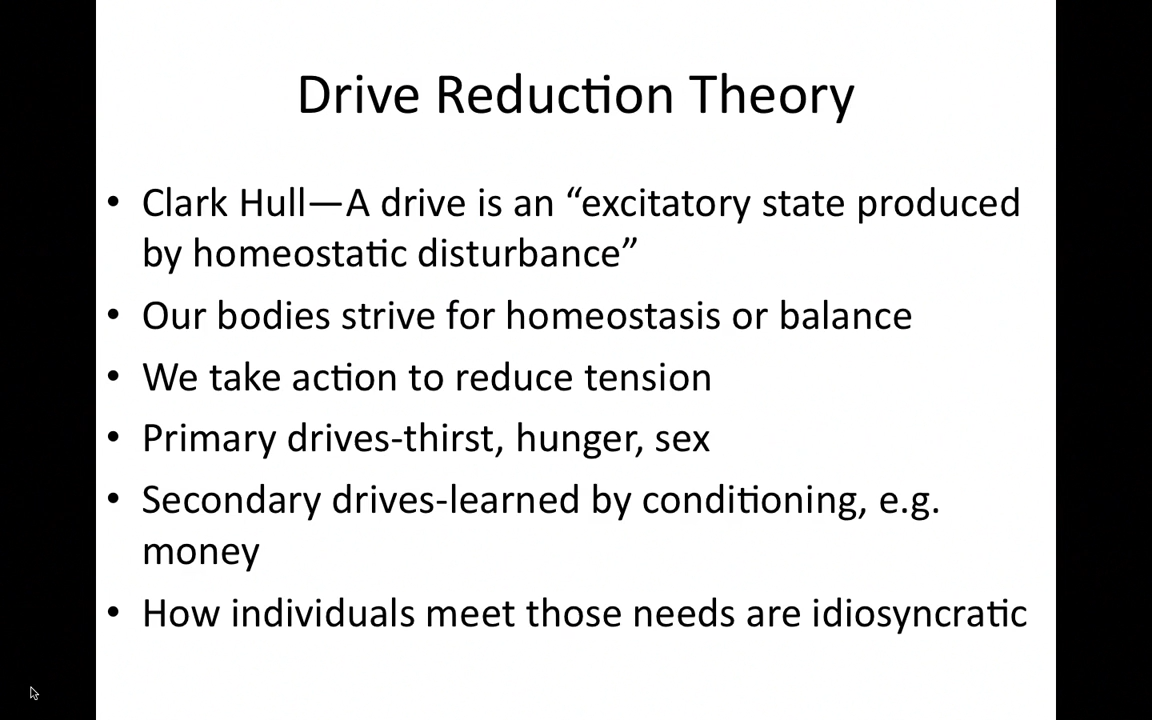 Drive Reduction Theory
• Clark Hull—A drive is an “excitatory state produced
by homeostatic disturbance”
• Our bodies strive for homeostasis or balance
• We take action to reduce tension
• Primary drives-thirst, hunger, sex
• Secondary drives-learned by conditioning, e.g.
money
• How individuals meet those needs are idiosyncratic